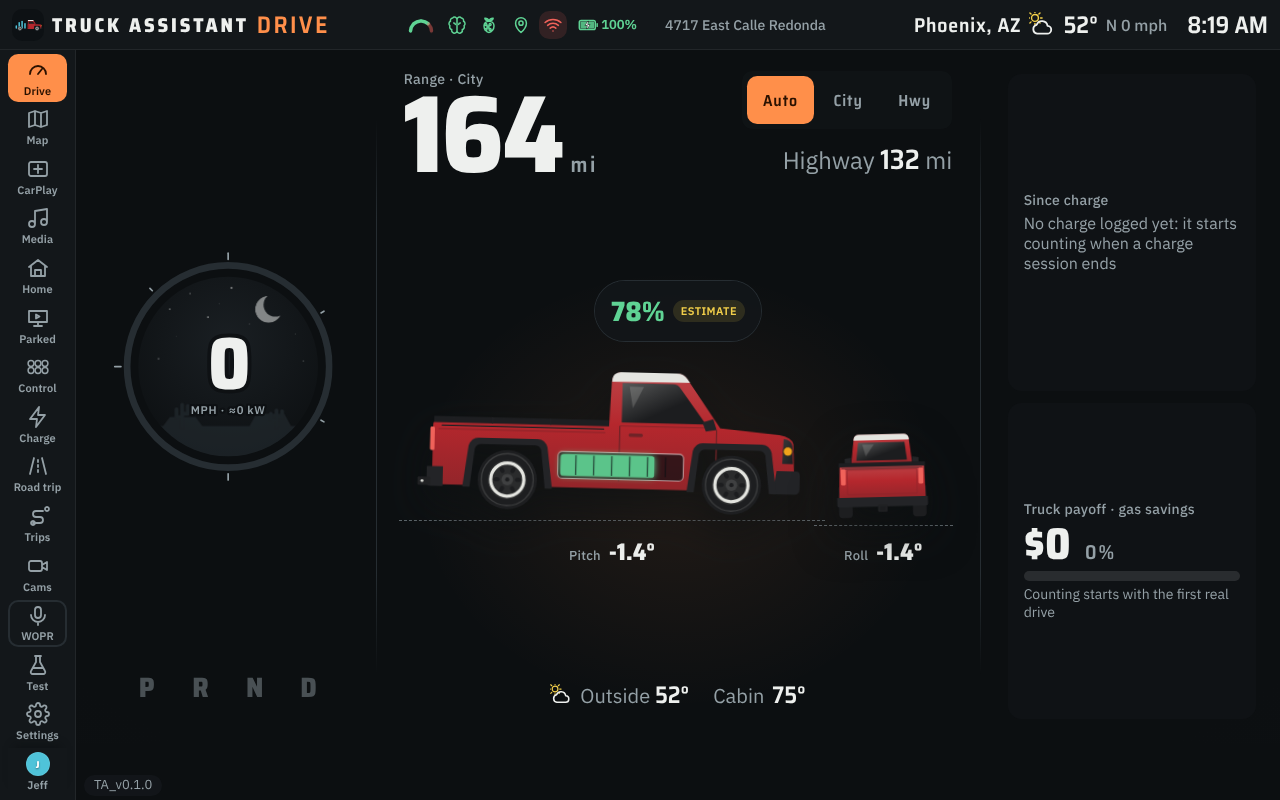 TRUCK ASSISTANT DRIVE
100%
4717 East Calle Redonda
Phoenix, AZ 52° N 0 mph 8:19 AM
Drive
Map
CarPlay
Media
Home
Parked
Control
Charge
Road trip
Trips
Cams
WOPR
Test
Settings
J
Jeff
0
MPH · ≈0 kW
P R N D
TA_v0.1.0
Range · City
164 mi
Auto City Hwy
Highway 132 mi
78% ESTIMATE
Pitch -1.4°
Roll -1.4°
Outside 52° Cabin 75°
Since charge
No charge logged yet: it starts
counting when a charge
session ends
Truck payoff · gas savings
$0 0%
Counting starts with the first real
drive